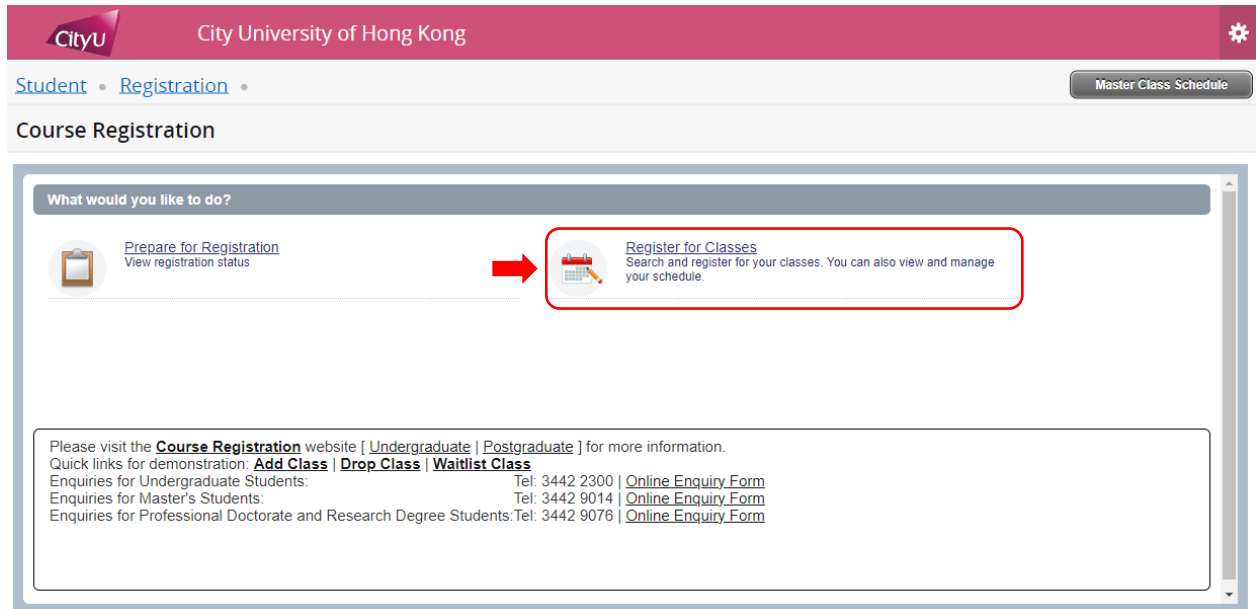 CityU City University of Hong Kong
Student • Registration •
Master Class Schedule
Course Registration
What would you like to do?
Prepare for Registration
View registration status
Register for Classes
Search and register for your classes. You can also view and manage
your schedule.
Please visit the Course Registration website [ Undergraduate | Postgraduate ] for more information.
Quick links for demonstration: Add Class | Drop Class | Waitlist Class
Enquiries for Undergraduate Students: Tel: 3442 2300 | Online Enquiry Form
Enquiries for Master's Students: Tel: 3442 9014 | Online Enquiry Form
Enquiries for Professional Doctorate and Research Degree Students:Tel: 3442 9076 | Online Enquiry Form